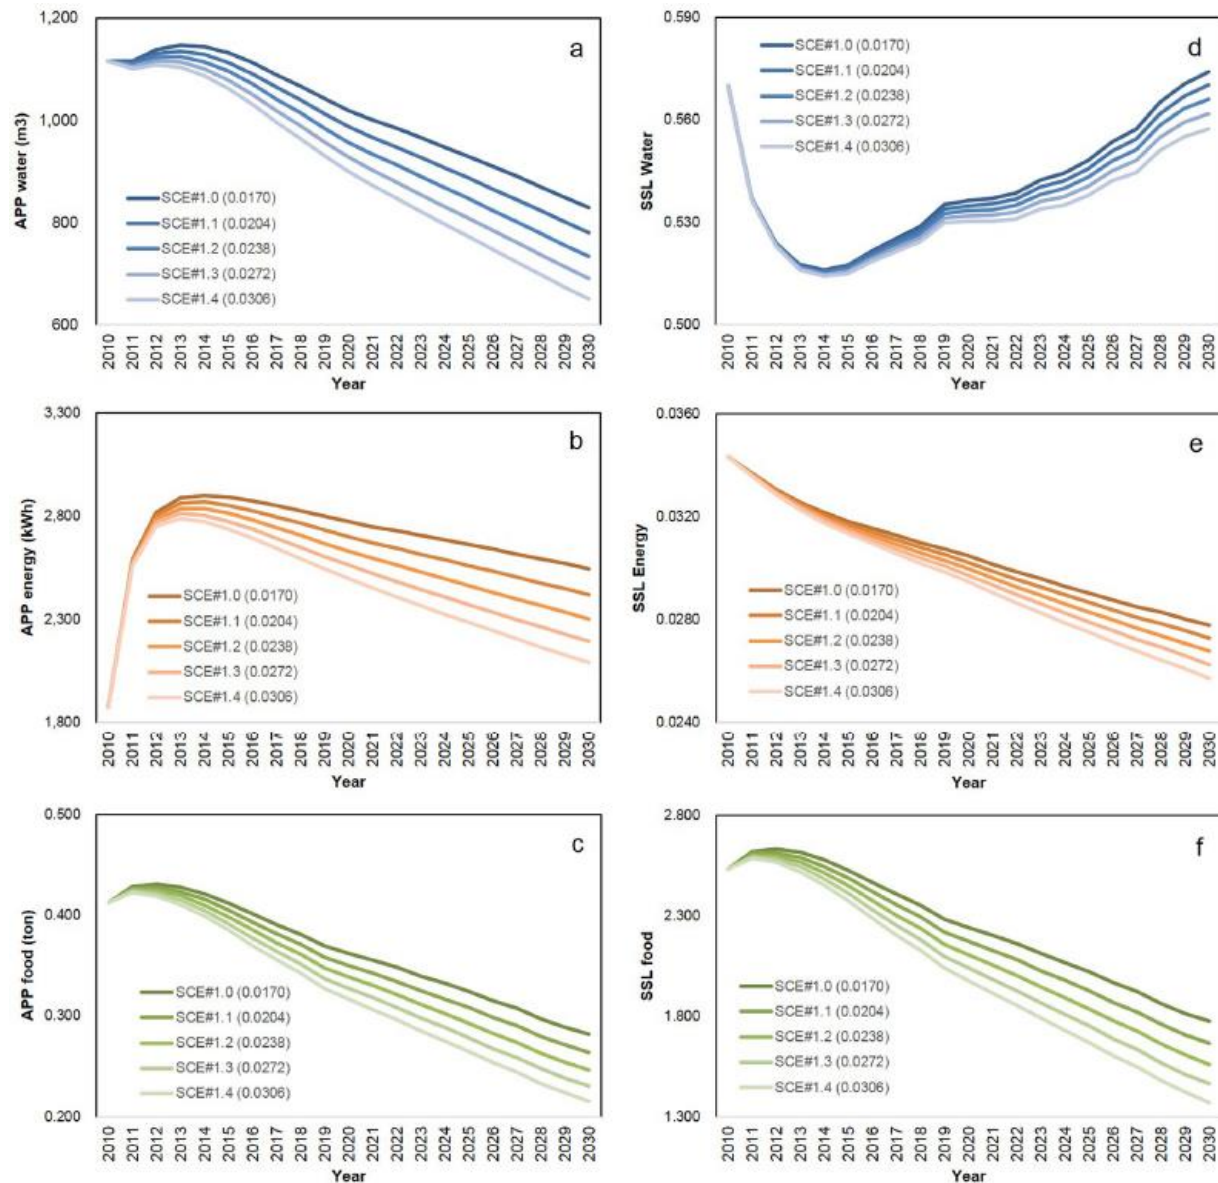 a
1,200
1,000
800
600
APP water (m3)
SCE#1.0 (0.0170)
SCE#1.1 (0.0204)
SCE#1.2 (0.0238)
SCE#1.3 (0.0272)
SCE#1.4 (0.0306)
2010 2011 2012 2013 2014 2015 2016 2017 2018 2019 2020 2021 2022 2023 2024 2025 2026 2027 2028 2029 2030
Year
d
0.590
0.560
0.530
0.500
SSL Water
SCE#1.0 (0.0170)
SCE#1.1 (0.0204)
SCE#1.2 (0.0238)
SCE#1.3 (0.0272)
SCE#1.4 (0.0306)
2010 2011 2012 2013 2014 2015 2016 2017 2018 2019 2020 2021 2022 2023 2024 2025 2026 2027 2028 2029 2030
Year
b
3,300
2,800
2,300
1,800
APP energy (kWh)
SCE#1.0 (0.0170)
SCE#1.1 (0.0204)
SCE#1.2 (0.0238)
SCE#1.3 (0.0272)
SCE#1.4 (0.0306)
2010 2011 2012 2013 2014 2015 2016 2017 2018 2019 2020 2021 2022 2023 2024 2025 2026 2027 2028 2029 2030
Year
e
0.0360
0.0320
0.0280
0.0240
SSL Energy
SCE#1.0 (0.0170)
SCE#1.1 (0.0204)
SCE#1.2 (0.0238)
SCE#1.3 (0.0272)
SCE#1.4 (0.0306)
2010 2011 2012 2013 2014 2015 2016 2017 2018 2019 2020 2021 2022 2023 2024 2025 2026 2027 2028 2029 2030
Year
c
0.500
0.400
0.300
0.200
APP food (ton)
SCE#1.0 (0.0170)
SCE#1.1 (0.0204)
SCE#1.2 (0.0238)
SCE#1.3 (0.0272)
SCE#1.4 (0.0306)
2010 2011 2012 2013 2014 2015 2016 2017 2018 2019 2020 2021 2022 2023 2024 2025 2026 2027 2028 2029 2030
Year
f
2.800
2.300
1.800
1.300
SSL food
SCE#1.0 (0.0170)
SCE#1.1 (0.0204)
SCE#1.2 (0.0238)
SCE#1.3 (0.0272)
SCE#1.4 (0.0306)
2010 2011 2012 2013 2014 2015 2016 2017 2018 2019 2020 2021 2022 2023 2024 2025 2026 2027 2028 2029 2030
Year